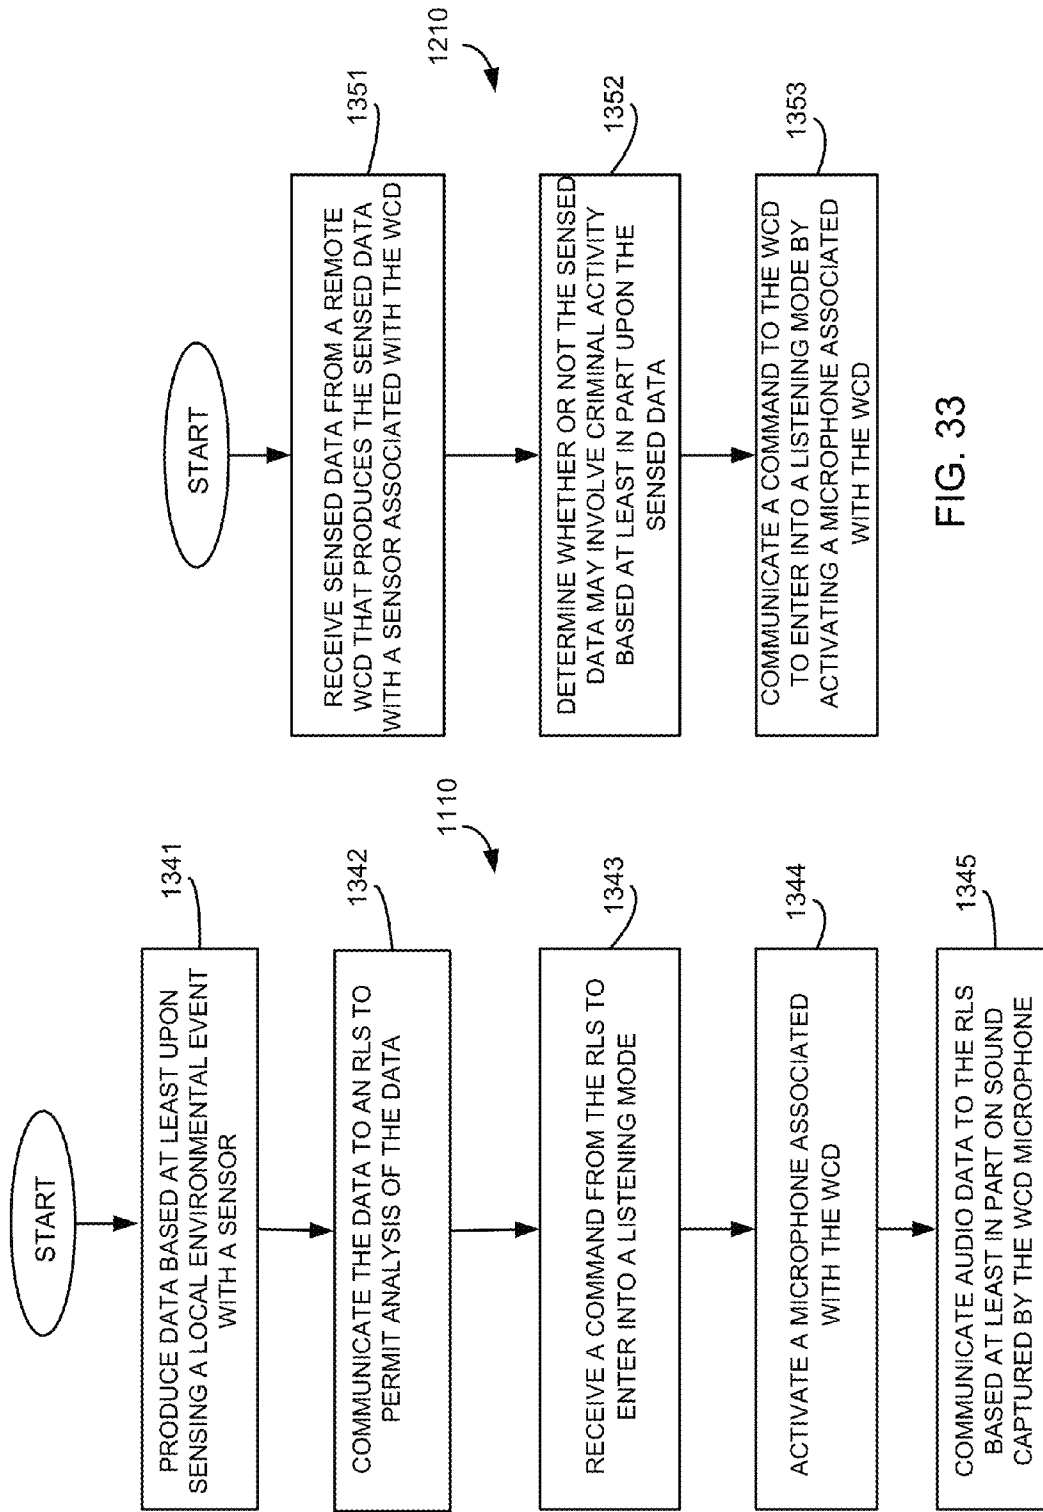 START
PRODUCE DATA BASED AT LEAST UPON
SENSING A LOCAL ENVIRONMENTAL EVENT
WITH A SENSOR
1341
COMMUNICATE THE DATA TO AN RLS TO
PERMIT ANALYSIS OF THE DATA
1342
1110
RECEIVE A COMMAND FROM THE RLS TO
ENTER INTO A LISTENING MODE
1343
ACTIVATE A MICROPHONE ASSOCIATED
WITH THE WCD
1344
COMMUNICATE AUDIO DATA TO THE RLS
BASED AT LEAST IN PART ON SOUND
CAPTURED BY THE WCD MICROPHONE
1345
START
RECEIVE SENSED DATA FROM A REMOTE
WCD THAT PRODUCES THE SENSED DATA
WITH A SENSOR ASSOCIATED WITH THE WCD
1351
1210
DETERMINE WHETHER OR NOT THE SENSED
DATA MAY INVOLVE CRIMINAL ACTIVITY
BASED AT LEAST IN PART UPON THE
SENSED DATA
1352
COMMUNICATE A COMMAND TO THE WCD
TO ENTER INTO A LISTENING MODE BY
ACTIVATING A MICROPHONE ASSOCIATED
WITH THE WCD
1353
FIG. 33